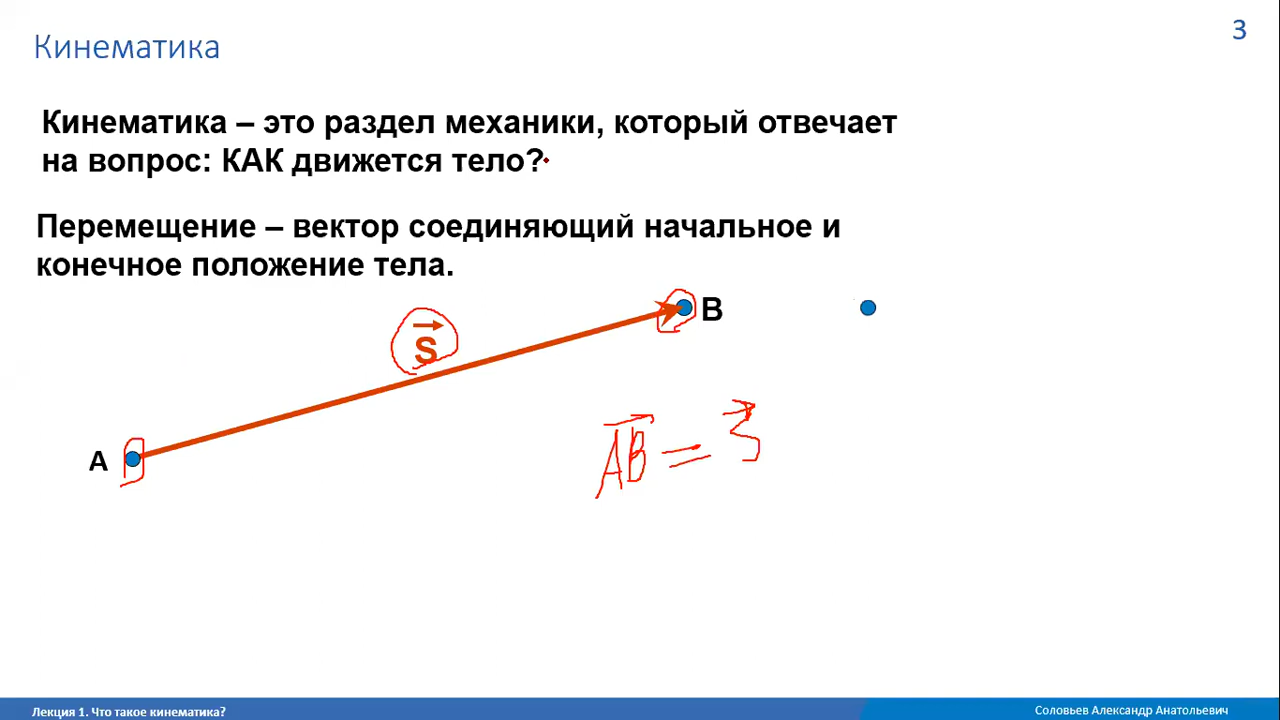 Кинематика
3
Кинематика – это раздел механики, который отвечает
на вопрос: КАК движется тело?
Перемещение – вектор соединяющий начальное и
конечное положение тела.
B
S
A
AB = S
Лекция 1. Что такое кинематика?
Соловьев Александр Анатольевич